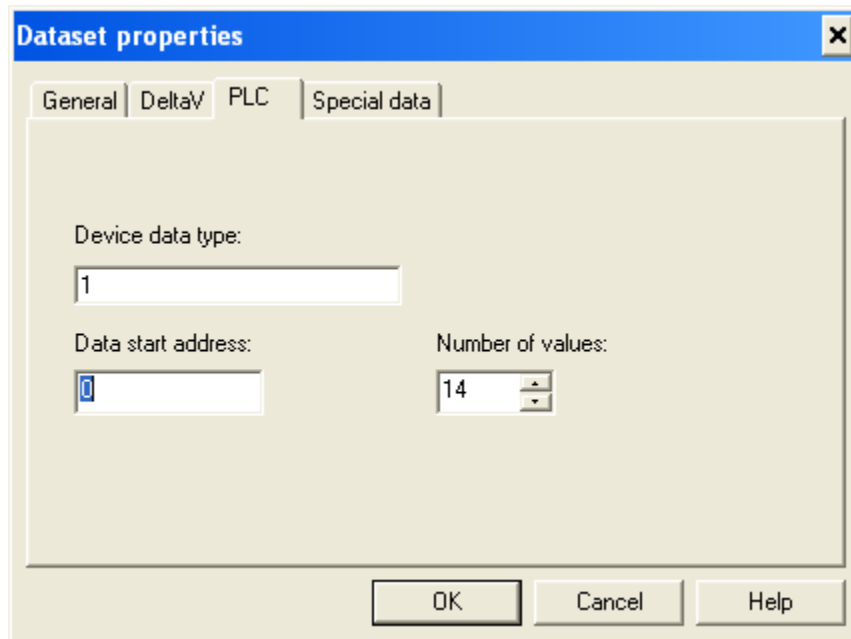 Dataset properties
General DeltaV PLC Special data
Device data type:
1
Data start address: Number of values:
0 14
OK Cancel Help